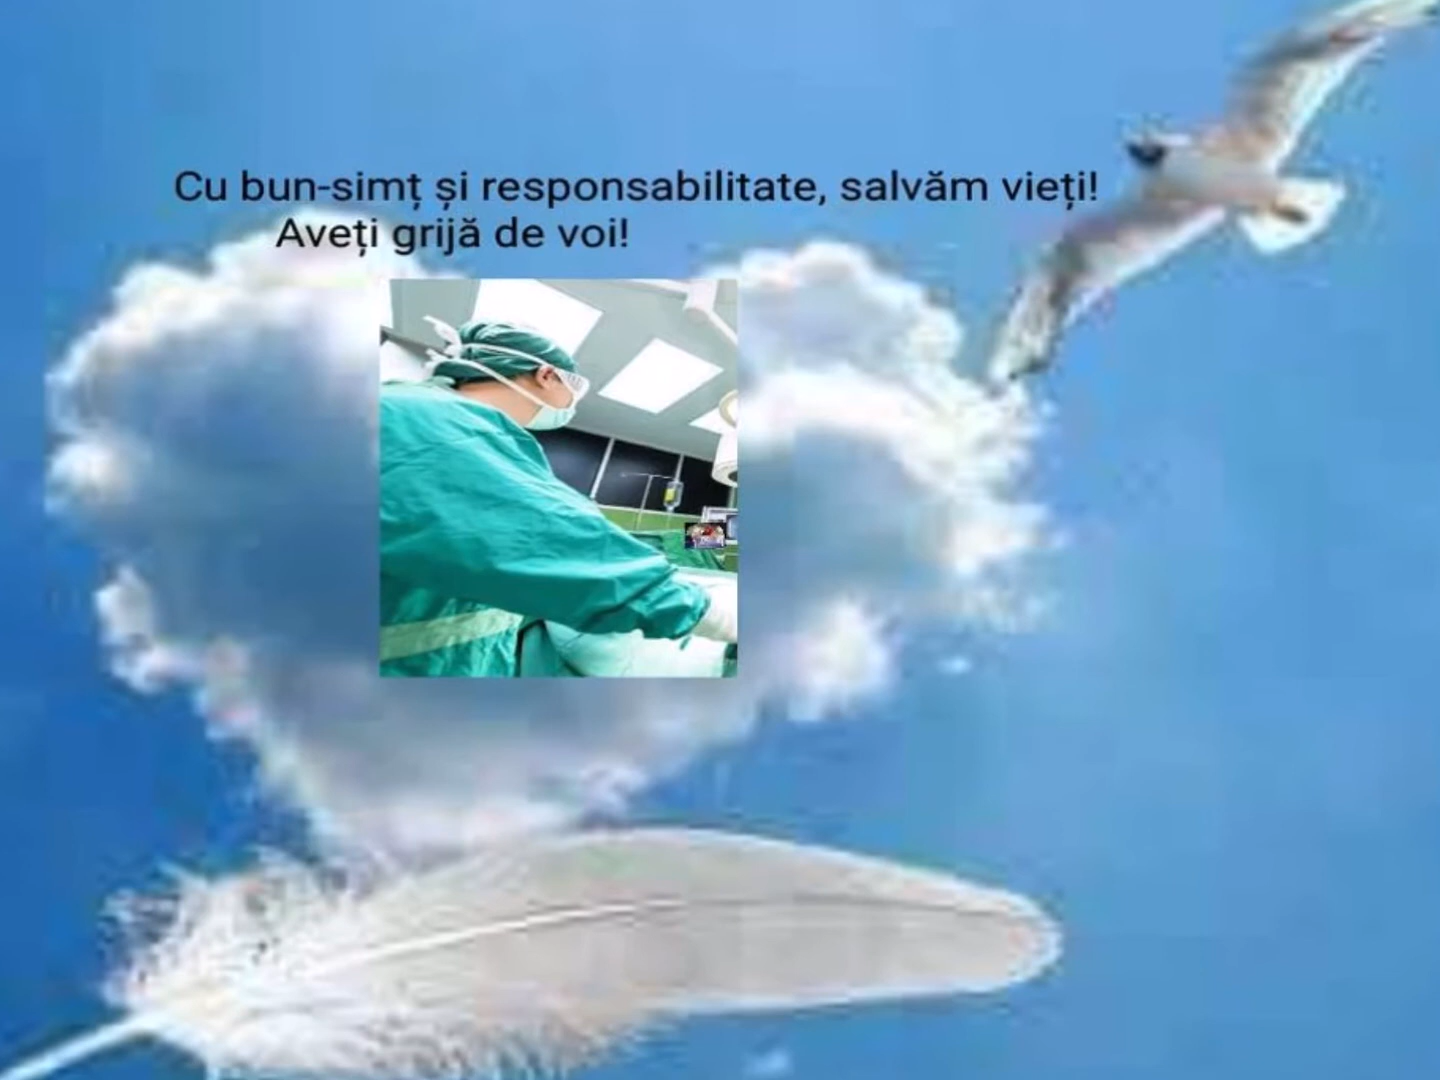 Cu bun-simț și responsabilitate, salvăm vieți!
Aveți grijă de voi!